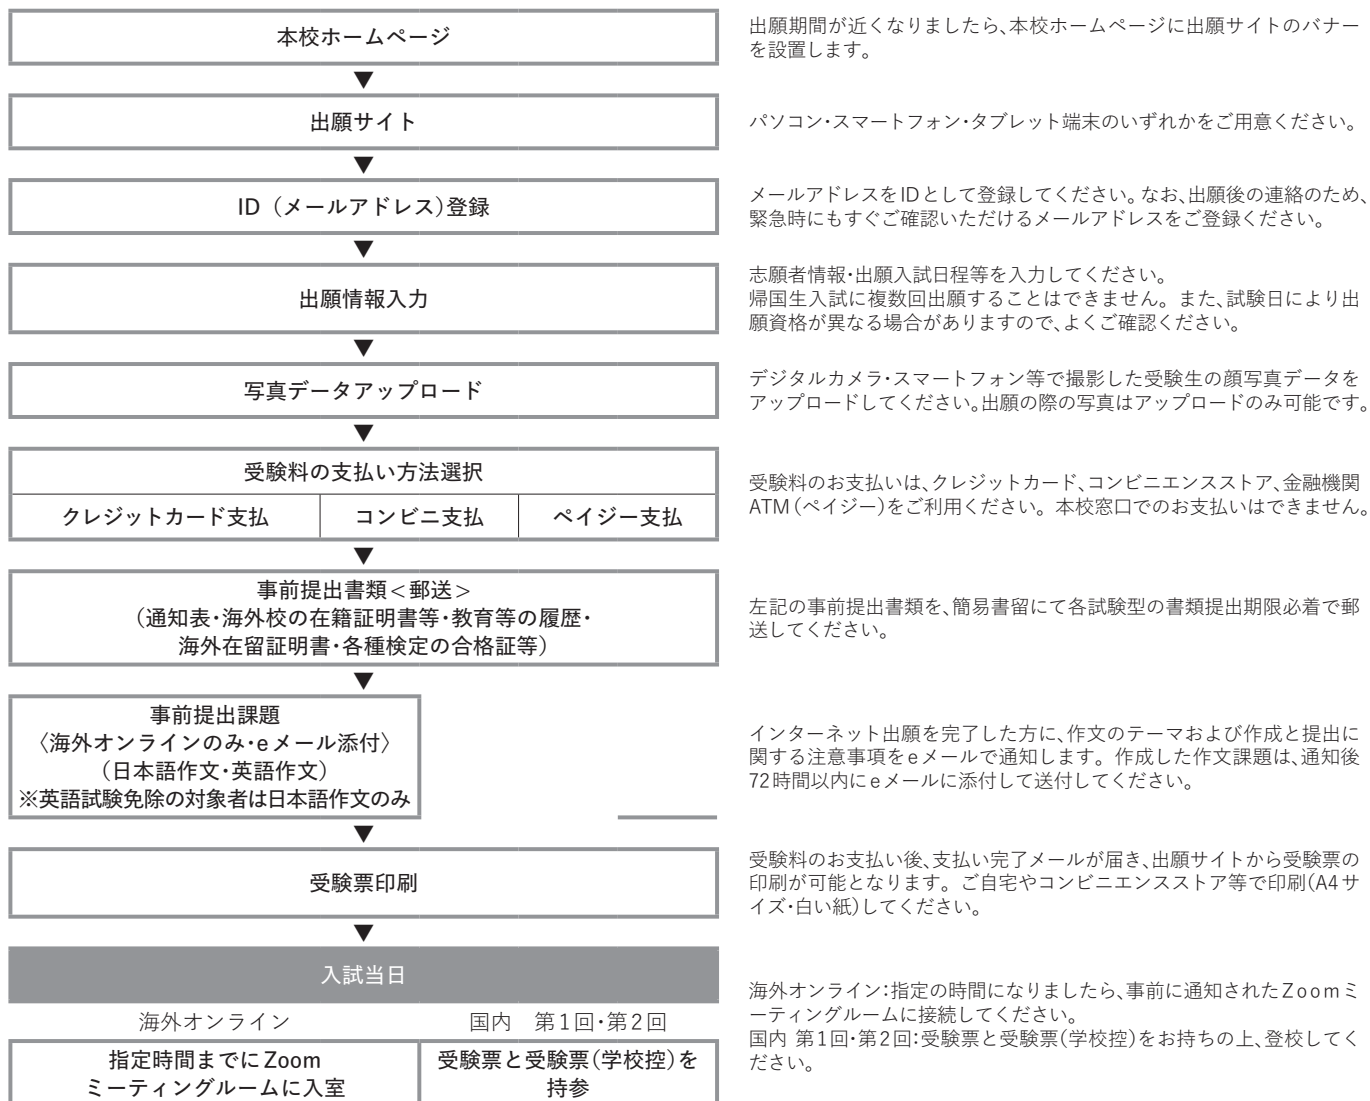 本校ホームページ
出願期間が近くなりましたら、本校ホームページに出願サイトのバナー
を設置します。
▼
出願サイト
パソコン・スマートフォン・タブレット端末のいずれかをご用意ください。
▼
ID（メールアドレス）登録
メールアドレスをIDとして登録してください。なお、出願後の連絡のため、
緊急時にもすぐご確認いただけるメールアドレスをご登録ください。
▼
出願情報入力
志願者情報・出願入試日程等を入力してください。
帰国生入試に複数回出願することはできません。また、試験日により出
願資格が異なる場合がありますので、よくご確認ください。
▼
写真データアップロード
デジタルカメラ・スマートフォン等で撮影した受験生の顔写真データを
アップロードしてください。出願の際の写真はアップロードのみ可能です。
▼
受験料の支払い方法選択
クレジットカード支払 コンビニ支払 ペイジー支払
受験料のお支払いは、クレジットカード、コンビニエンスストア、金融機関
ATM（ペイジー）をご利用ください。本校窓口でのお支払いはできません。
▼
事前提出書類＜郵送＞
（通知表・海外校の在籍証明書等・教育等の履歴・
海外在留証明書・各種検定の合格証等）
左記の事前提出書類を、簡易書留にて各試験型の書類提出期限必着で郵
送してください。
▼
事前提出課題
〈海外オンラインのみ・eメール添付〉
（日本語作文・英語作文）
※英語試験免除の対象者は日本語作文のみ
インターネット出願を完了した方に、作文のテーマおよび作成と提出に
関する注意事項をeメールで通知します。作成した作文課題は、通知後
72時間以内にeメールに添付して送付してください。
▼
受験票印刷
受験料のお支払い後、支払い完了メールが届き、出願サイトから受験票の
印刷が可能となります。ご自宅やコンビニエンスストア等で印刷（A4サ
イズ・白い紙）してください。
▼
入試当日
海外オンライン 国内 第1回・第2回
指定時間までにZoom
ミーティングルームに入室
受験票と受験票（学校控）を
持参
海外オンライン：指定の時間になりましたら、事前に通知されたZoomミ
ーティングルームに接続してください。
国内 第1回・第2回：受験票と受験票（学校控）をお持ちの上、登校してく
ださい。